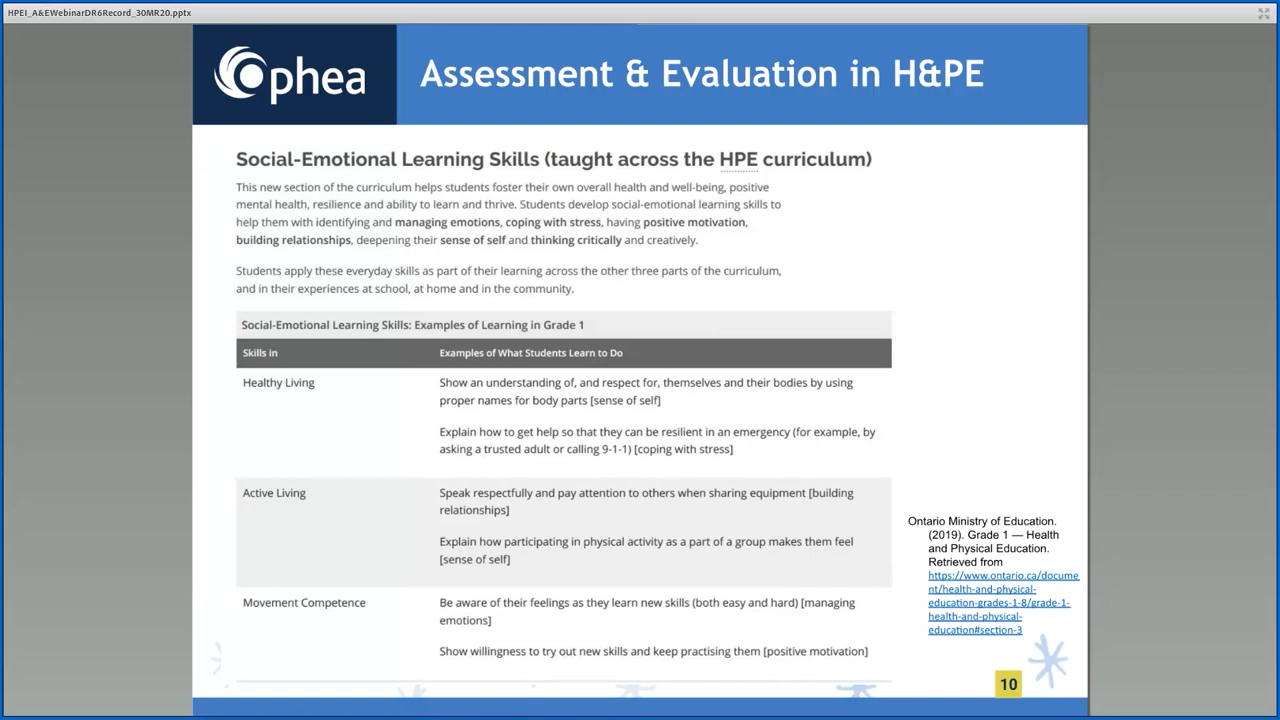 HPEI_A&EWebinarDR6Record_30MR20.pptx
Ophea
Assessment & Evaluation in H&PE
Social-Emotional Learning Skills (taught across the HPE curriculum)
This new section of the curriculum helps students foster their own overall health and well-being, positive
mental health, resilience and ability to learn and thrive. Students develop social-emotional learning skills to
help them with identifying and managing emotions, coping with stress, having positive motivation,
building relationships, deepening their sense of self and thinking critically and creatively.
Students apply these everyday skills as part of their learning across the other three parts of the curriculum,
and in their experiences at school, at home and in the community.
Social-Emotional Learning Skills: Examples of Learning in Grade 1
Skills in Examples of What Students Learn to Do
Healthy Living Show an understanding of, and respect for, themselves and their bodies by using
proper names for body parts [sense of self]
Explain how to get help so that they can be resilient in an emergency (for example, by
asking a trusted adult or calling 9-1-1) [coping with stress]
Active Living Speak respectfully and pay attention to others when sharing equipment [building
relationships]
Explain how participating in physical activity as a part of a group makes them feel
[sense of self]
Movement Competence Be aware of their feelings as they learn new skills (both easy and hard) [managing
emotions]
Show willingness to try out new skills and keep practising them [positive motivation]
Ontario Ministry of Education.
(2019). Grade 1 — Health
and Physical Education.
Retrieved from
https://www.ontario.ca/docume
nt/health-and-physical-
education-grades-1-8/grade-1-
health-and-physical-
education#section-3
10